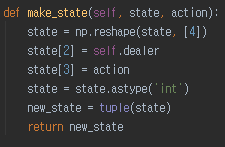 def make_state(self, state, action):
    state = np.reshape(state, [4])
    state[2] = self.dealer
    state[3] = action
    state = state.astype('int')
    new_state = tuple(state)
    return new_state